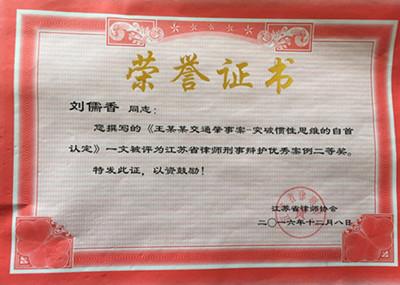 荣誉证书
刘儒香 同志：
您撰写的《王某某交通肇事案-突破惯性思维的自首
认定》一文被评为江苏省律师刑事辩护优秀案例二等奖。
特发此证，以资鼓励！
江苏省律师协会
二〇一六年十二月八日